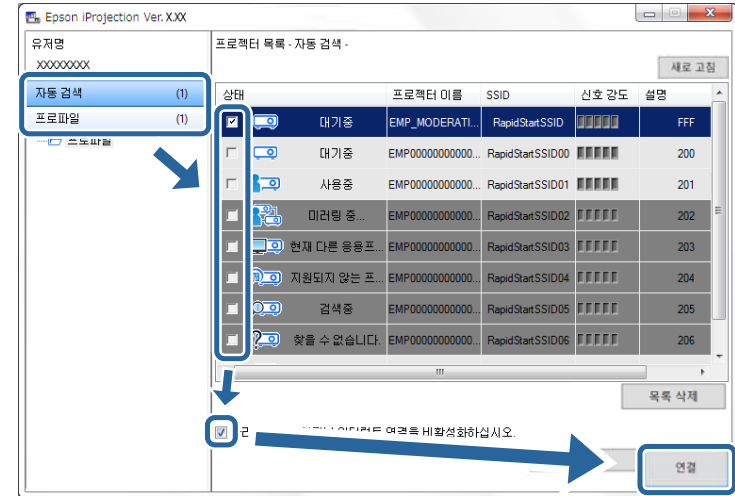 Epson iProjection Ver. X.XX
유저명
XXXXXXXX
자동 검색 (1)
프로파일 (1)
프로파일
프로젝터 목록 - 자동 검색 -
새로 고침
상태 프로젝터 이름 SSID 신호 강도 설명
대기중 EMP_MODERATI... RapidStartSSID FFF
대기중 EMP00000000000... RapidStartSSID00 200
사용중 EMP00000000000... RapidStartSSID01 201
미러링 중... EMP00000000000... RapidStartSSID02 202
현재 다른 응용프... EMP00000000000... RapidStartSSID03 203
지원되지 않는 프... EMP00000000000... RapidStartSSID04 204
검색중 EMP00000000000... RapidStartSSID05 205
찾을 수 없습니다. EMP00000000000... RapidStartSSID06 206
목록 삭제
연결을 비활성화하십시오.
연결